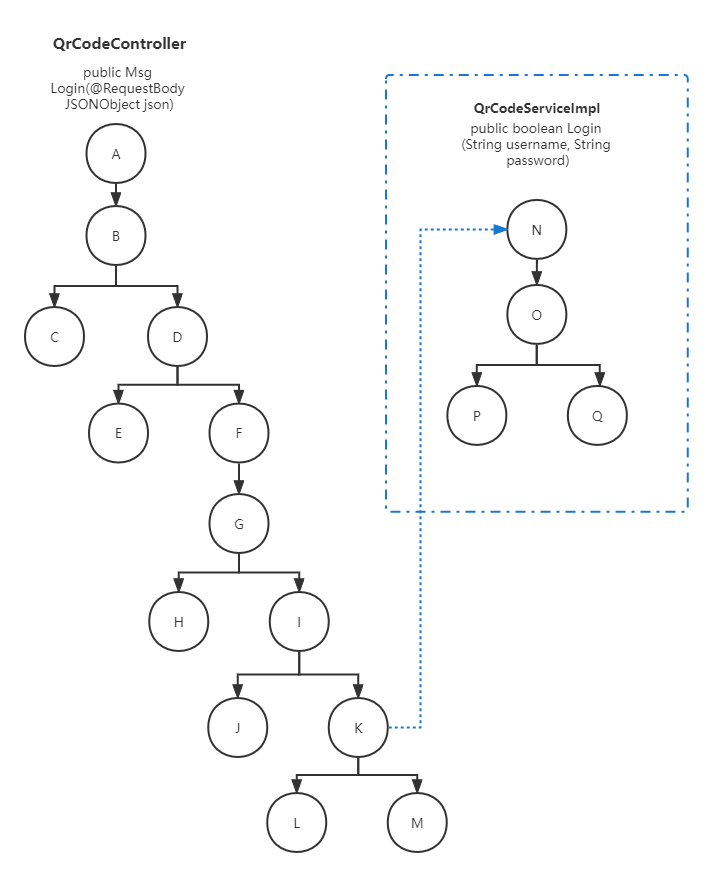 QrCodeController
public Msg
Login(@RequestBody
JSONObject json)
A
B
C
D
E
F
G
H
I
J
K
L
M
QrCodeServiceImpl
public boolean Login
(String username, String
password)
N
O
P
Q